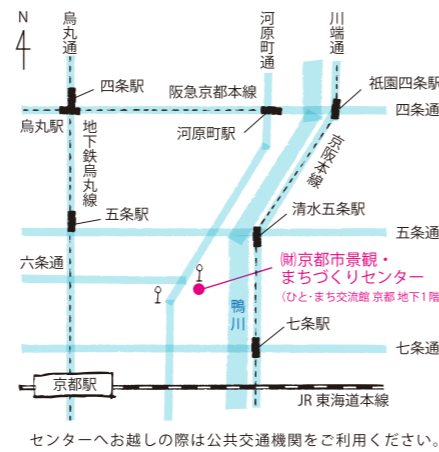 N
烏丸通
河原町通
川端通
四条駅
阪急京都本線
祇園四条駅
四条通
烏丸駅
地下鉄烏丸線
河原町駅
京阪本線
五条駅
清水五条駅
五条通
六条通
㈶京都市景観・
まちづくりセンター
(ひと・まち交流館 京都 地下1階)
鴨川
七条駅
七条通
京都駅
JR 東海道本線
センターへお越しの際は公共交通機関をご利用ください。